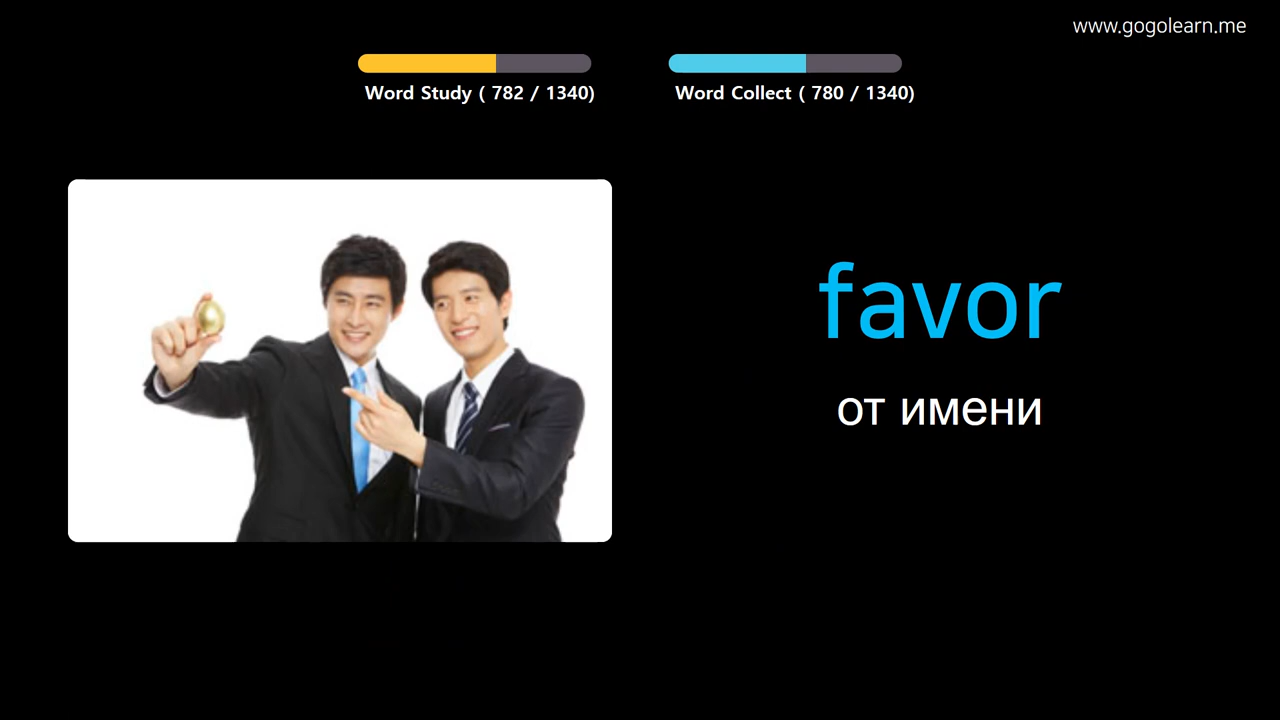 www.gogolearn.me
Word Study ( 782 / 1340)
Word Collect ( 780 / 1340)
favor
от имени